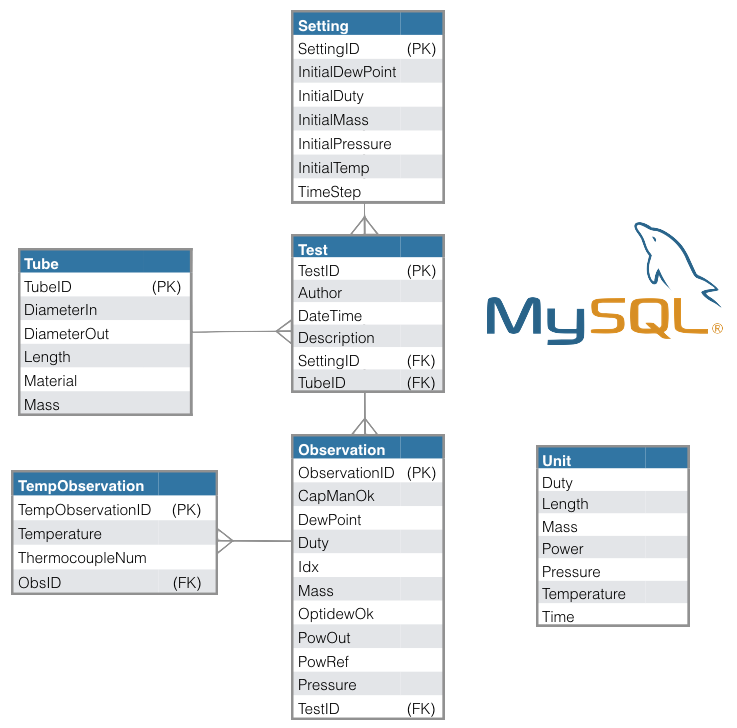 Setting
SettingID (PK)
InitialDewPoint
InitialDuty
InitialMass
InitialPressure
InitialTemp
TimeStep
Tube
TubeID (PK)
DiameterIn
DiameterOut
Length
Material
Mass
Test
TestID (PK)
Author
DateTime
Description
SettingID (FK)
TubeID (FK)
MySQL®
TempObservation
TempObservationID (PK)
Temperature
ThermocoupleNum
ObsID (FK)
Observation
ObservationID (PK)
CapManOk
DewPoint
Duty
Idx
Mass
OptidewOk
PowOut
PowRef
Pressure
TestID (FK)
Unit
Duty
Length
Mass
Power
Pressure
Temperature
Time